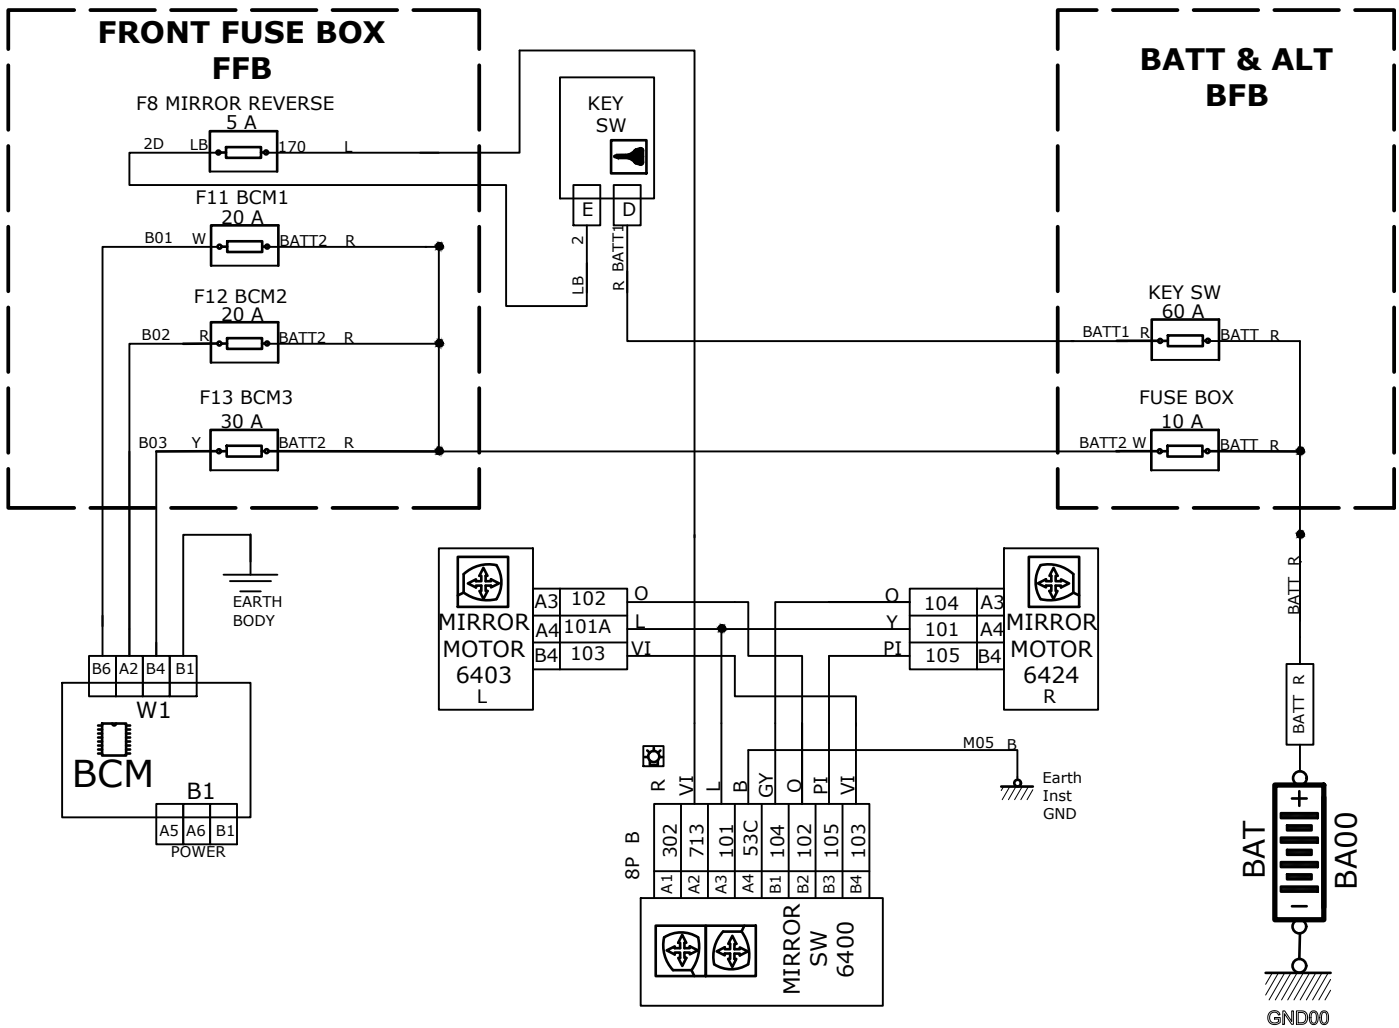 FRONT FUSE BOX
FFB
F8 MIRROR REVERSE
5 A
2D LB 170 L
F11 BCM1
20 A
B01 W BATT2 R
F12 BCM2
20 A
B02 R BATT2 R
F13 BCM3
30 A
B03 Y BATT2 R
KEY
SW
E D
2
LB
R BATT1
BATT & ALT
BFB
KEY SW
60 A
BATT1 R BATT R
FUSE BOX
10 A
BATT2 W BATT R
BATT R
BATT R
EARTH
BODY
B6 A2 B4 B1
W1
BCM
B1
A5 A6 B1
POWER
MIRROR
MOTOR
6403
L
A3 102 O
A4 101A L
B4 103 VI
O 104 A3
Y 101 A4
PI 105 B4
MIRROR
MOTOR
6424
R
M05 B
Earth
Inst
GND
R VI L B GY O PI VI
8P B
302 713 101 53C 104 102 105 103
A1 A2 A3 A4 B1 B2 B3 B4
MIRROR
SW
6400
BAT
+
−
BA00
GND00